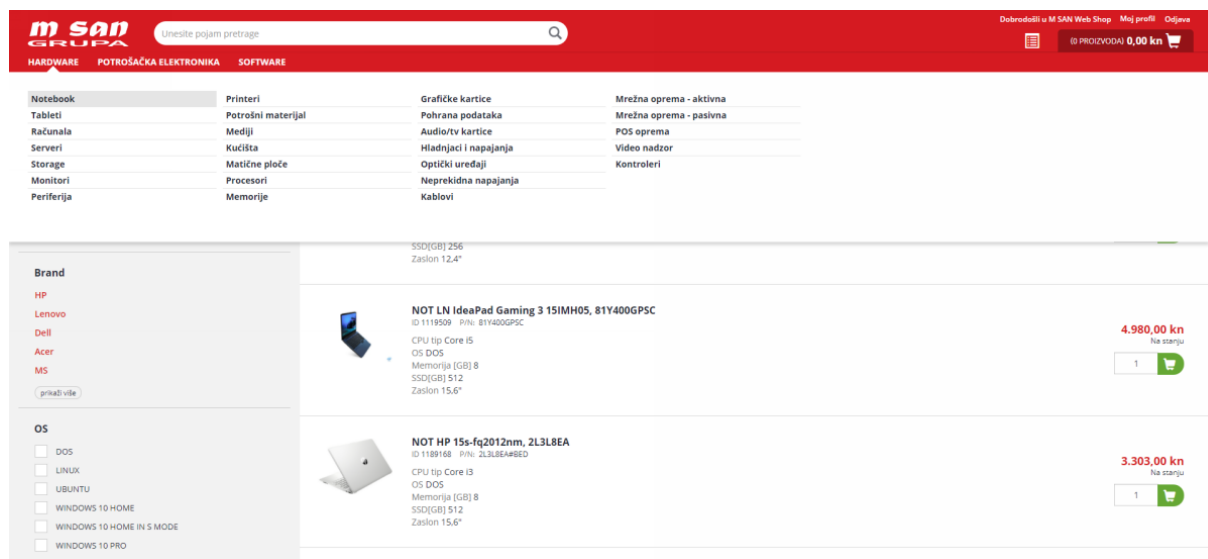 Dobrodošli u M SAN Web Shop Moj profil Odjava
m san
GRUPA
Unesite pojam pretrage
(0 PROIZVODA) 0,00 kn
HARDWARE POTROŠAČKA ELEKTRONIKA SOFTWARE
Notebook Printeri Grafičke kartice Mrežna oprema - aktivna
Tableti Potrošni materijal Pohrana podataka Mrežna oprema - pasivna
Računala Mediji Audio/tv kartice POS oprema
Serveri Kućišta Hladnjaci i napajanja Video nadzor
Storage Matične ploče Optički uređaji Kontroleri
Monitori Procesori Neprekidna napajanja
Periferija Memorije Kablovi
SSD[GB] 256
Zaslon 12,4"
Brand
HP
Lenovo
Dell
Acer
MS
prikaži više
NOT LN IdeaPad Gaming 3 15IMH05, 81Y400GPSC
ID 1119509 P/N: 81Y400GPSC
CPU tip Core i5
OS DOS
Memorija [GB] 8
SSD[GB] 512
Zaslon 15,6"
4.980,00 kn
Na stanju
1
OS
DOS
LINUX
UBUNTU
WINDOWS 10 HOME
WINDOWS 10 HOME IN S MODE
WINDOWS 10 PRO
NOT HP 15s-fq2012nm, 2L3L8EA
ID 1189168 P/N: 2L3L8EA#BED
CPU tip Core i3
OS DOS
Memorija [GB] 8
SSD[GB] 512
Zaslon 15,6"
3.303,00 kn
Na stanju
1